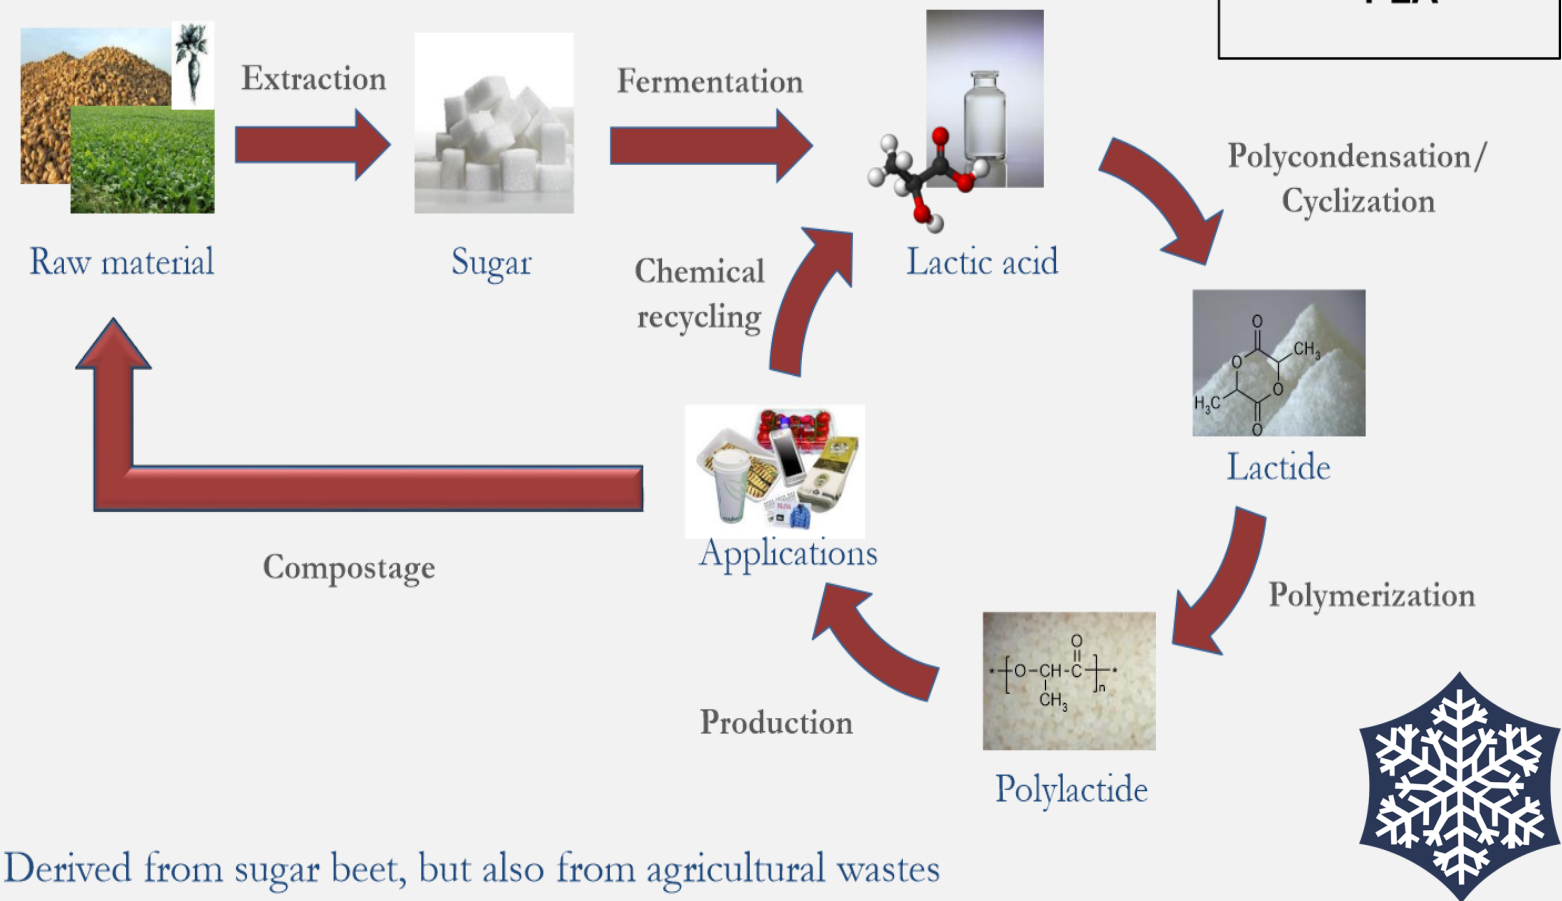 PLA
Extraction
Fermentation
Polycondensation/
Cyclization
Raw material
Sugar
Lactic acid
Chemical
recycling
O
O
CH₃
H₃C
O
O
Lactide
Applications
Compostage
Polymerization
O
*-[O-CH-C]-*
n
CH₃
Production
Polylactide
Derived from sugar beet, but also from agricultural wastes